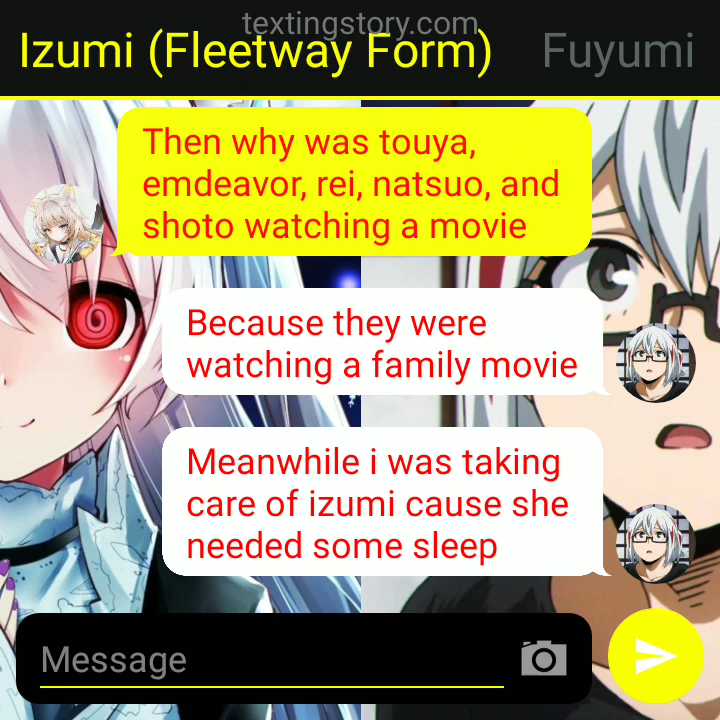 textingstory.com
Izumi (Fleetway Form)
Fuyumi
Then why was touya,
emdeavor, rei, natsuo, and
shoto watching a movie
Because they were
watching a family movie
Meanwhile i was taking
care of izumi cause she
needed some sleep
Message